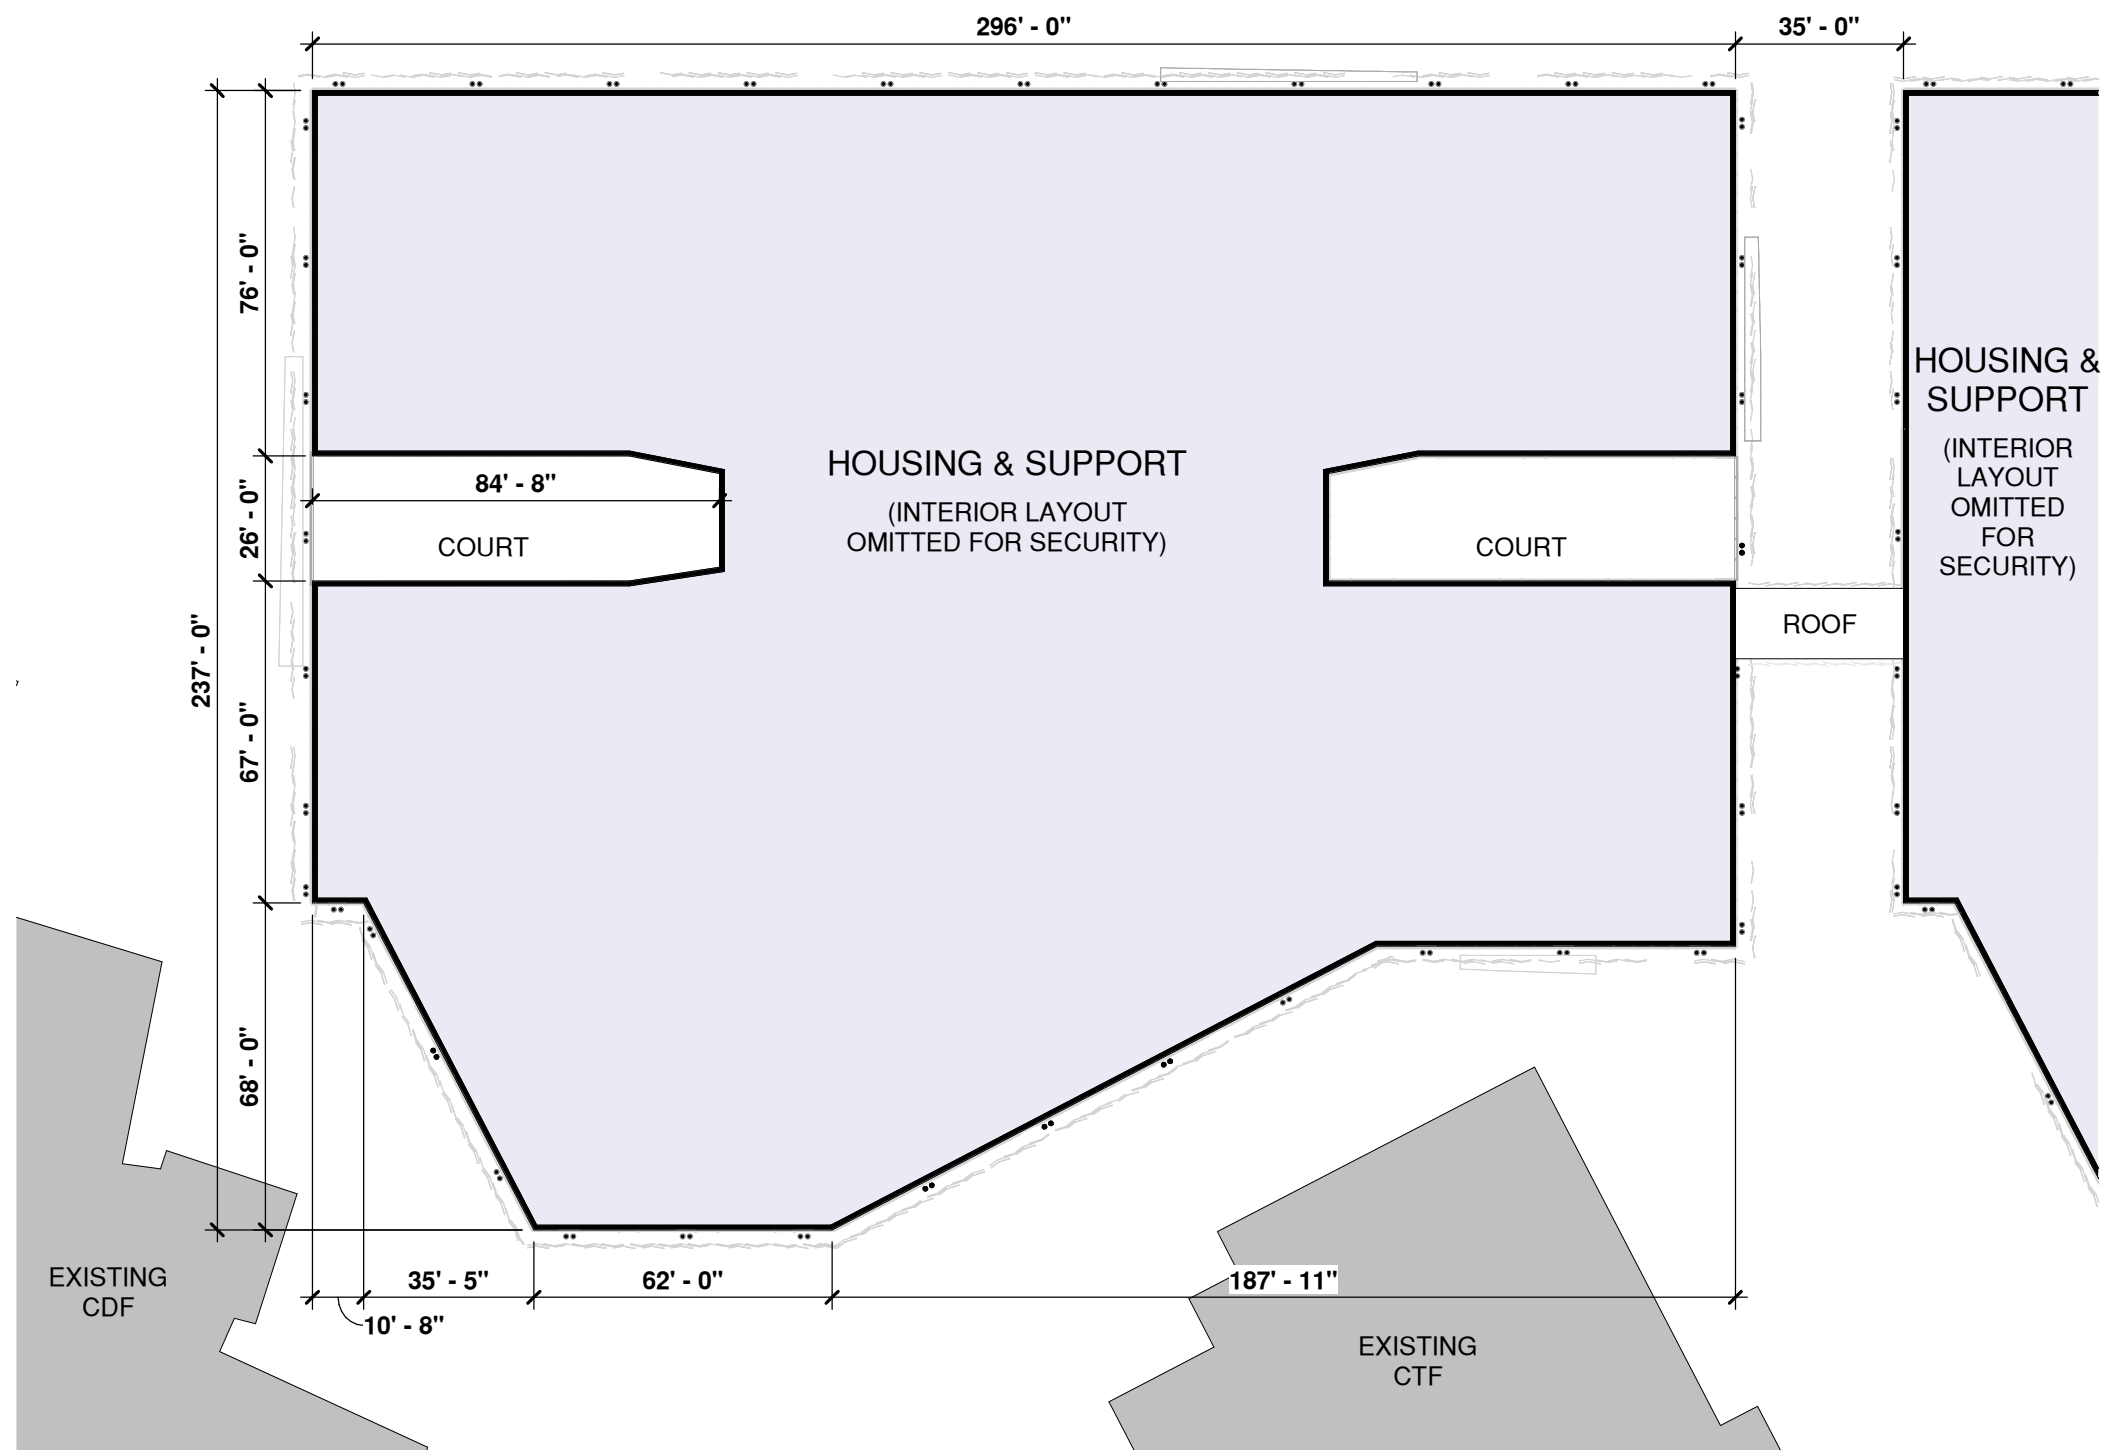 296' - 0"
35' - 0"
76' - 0"
HOUSING &
SUPPORT
(INTERIOR
LAYOUT
OMITTED
FOR
SECURITY)
HOUSING & SUPPORT
(INTERIOR LAYOUT
OMITTED FOR SECURITY)
84' - 8"
26' - 0"
COURT
COURT
ROOF
237' - 0"
67' - 0"
68' - 0"
EXISTING
CDF
35' - 5"
62' - 0"
187' - 11"
10' - 8"
EXISTING
CTF